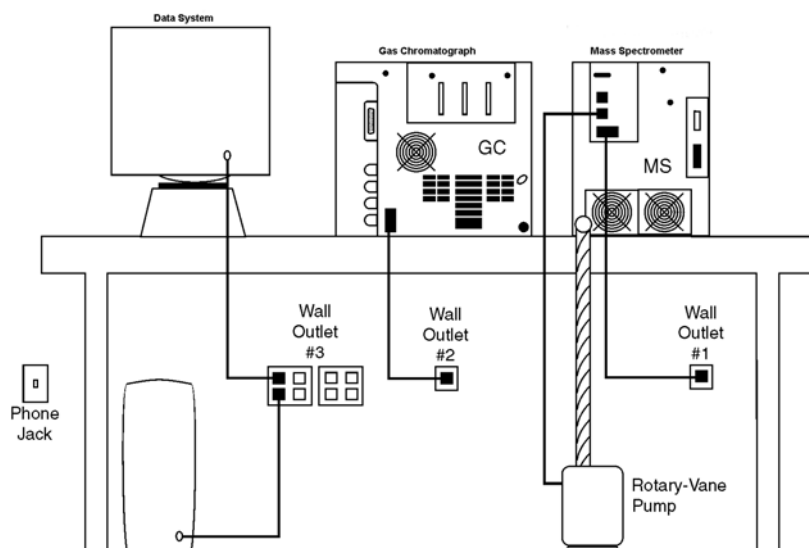 Data System
Gas Chromatograph
Mass Spectrometer
GC
MS
Wall
Outlet
#3
Wall
Outlet
#2
Wall
Outlet
#1
Phone
Jack
Rotary-Vane
Pump